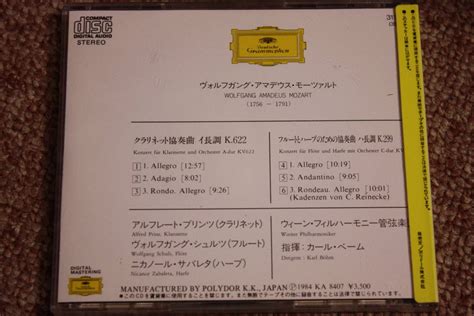 COMPACT
disc
DIGITAL AUDIO
STEREO
Deutsche
Grammophon
ヴォルフガング・アマデウス・モーツァルト
WOLFGANG AMADEUS MOZART
(1756 – 1791)
クラリネット協奏曲 イ長調 K.622
Konzert für Klarinette und Orchester A-dur KV622
1. Allegro [12:57]
2. Adagio [8:02]
3. Rondo. Allegro [9:26]
フルートとハープのための協奏曲 ハ長調 K.299
Konzert für Flöte und Harfe mit Orchester C-dur KV
4. Allegro [10:19]
5. Andantino [9:05]
6. Rondeau. Allegro [10:01]
(Kadenzen von C. Reinecke)
アルフレート・プリンツ (クラリネット)
Alfred Prinz, Klarinette
ヴォルフガング・シュルツ (フルート)
Wolfgang Schulz, Flöte
ニカノール・サバレタ (ハープ)
Nicanor Zabaleta, Harfe
ウィーン・フィルハーモニー管弦楽
Wiener Philharmoniker
指揮：カール・ベーム
Dirigent: Karl Böhm
DIGITAL
MASTERING
MANUFACTURED BY POLYDOR K.K., JAPAN Ⓟ1984 KA 8407 ¥3,500